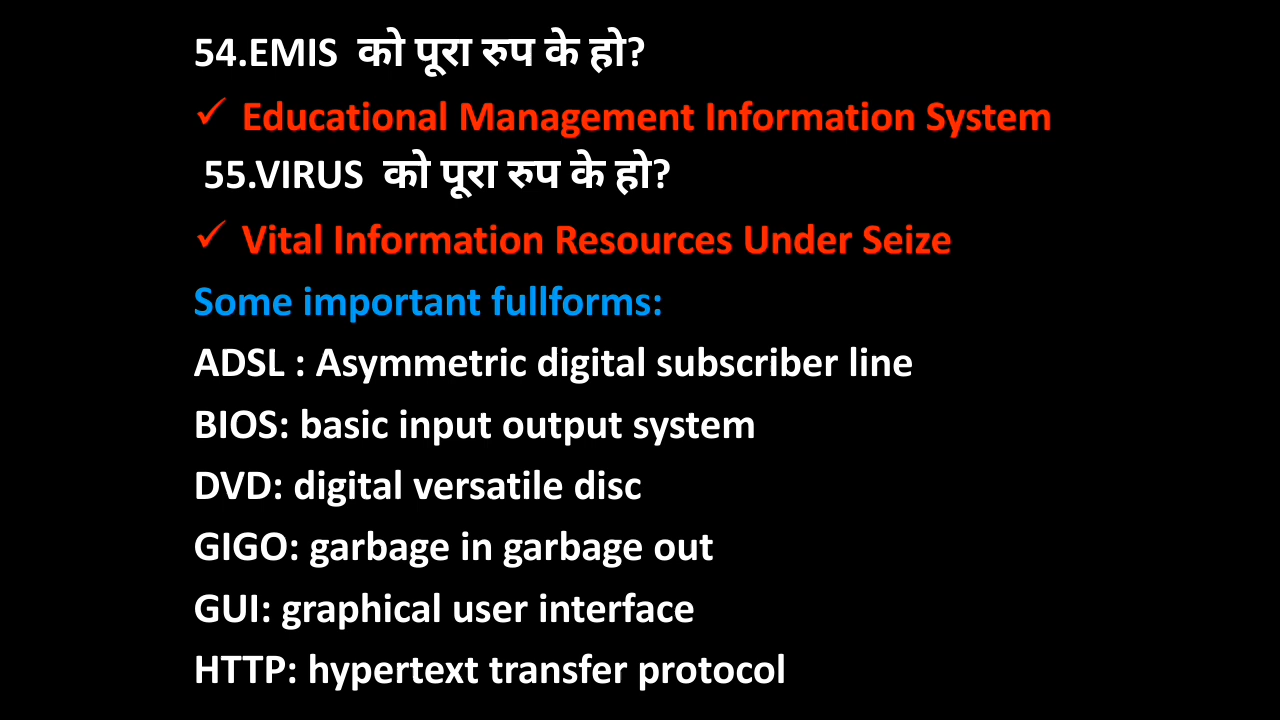 54.EMIS को पूरा रुप के हो?
✓ Educational Management Information System
55.VIRUS को पूरा रुप के हो?
✓ Vital Information Resources Under Seize
Some important fullforms:
ADSL : Asymmetric digital subscriber line
BIOS: basic input output system
DVD: digital versatile disc
GIGO: garbage in garbage out
GUI: graphical user interface
HTTP: hypertext transfer protocol